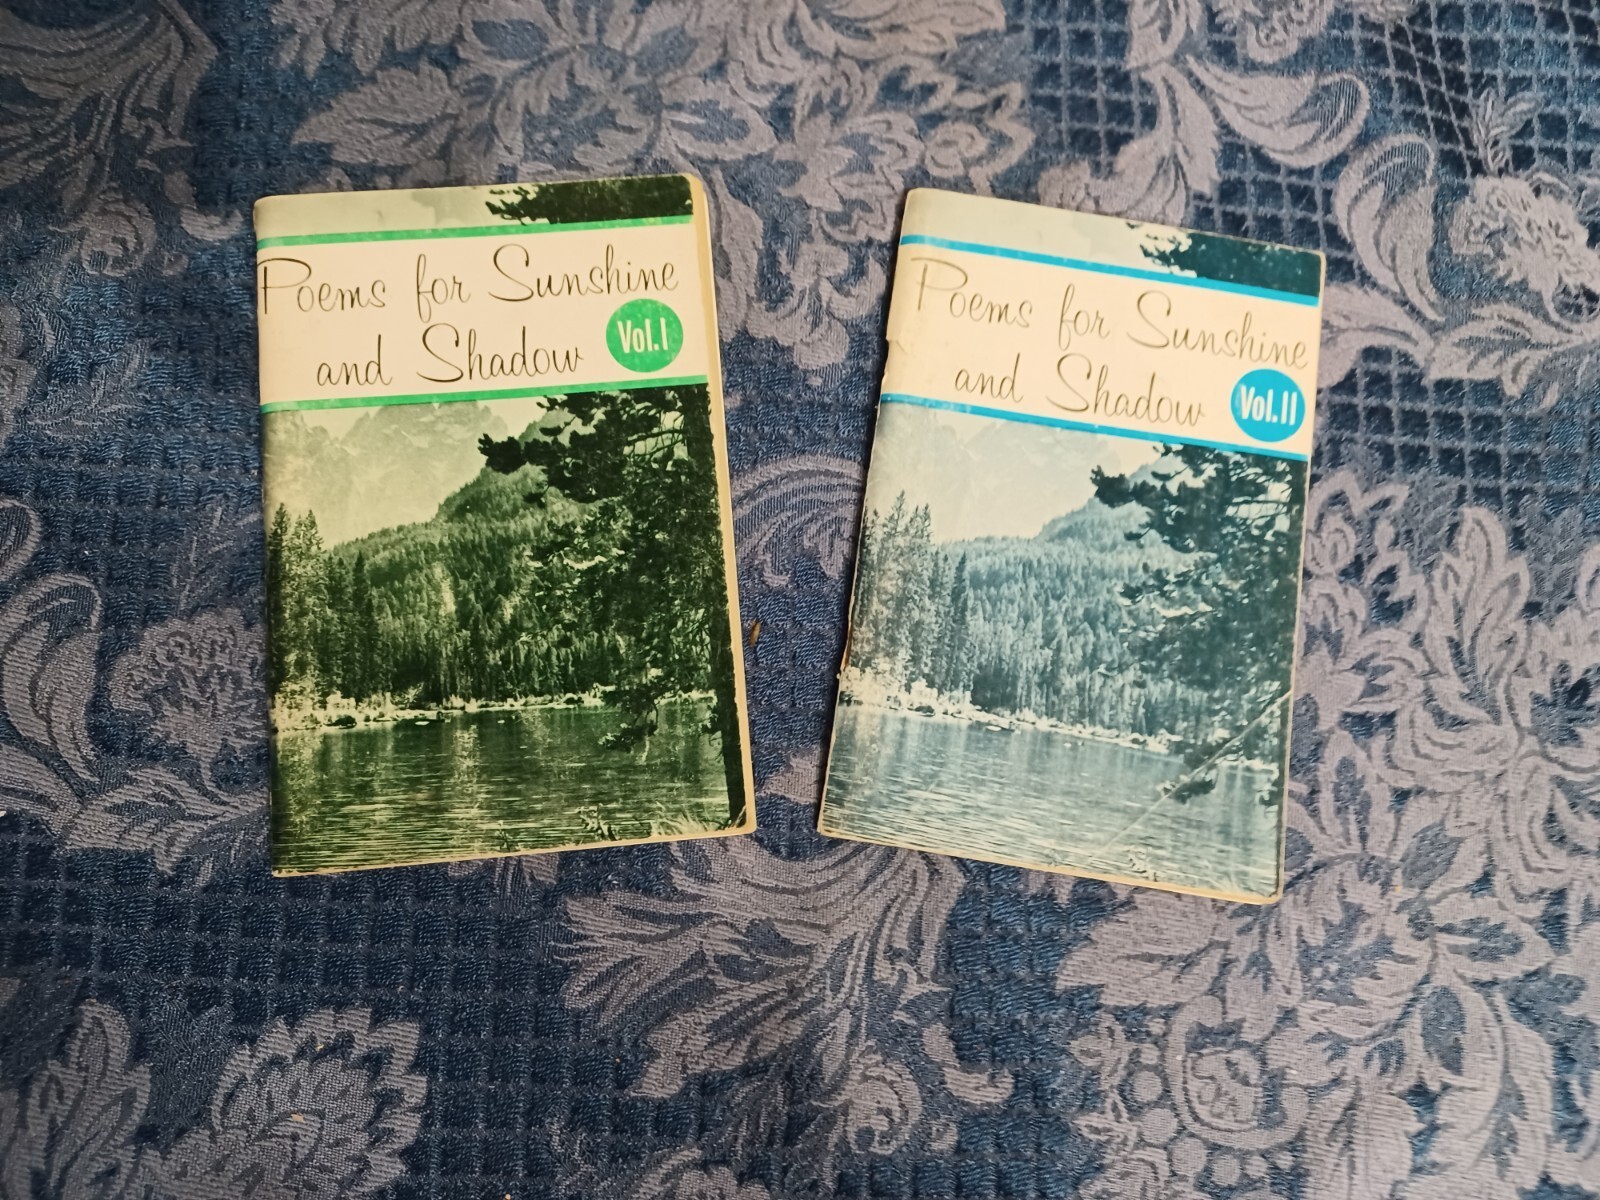 Poems for Sunshine
and Shadow
Vol. I
Poems for Sunshine
and Shadow
Vol. II